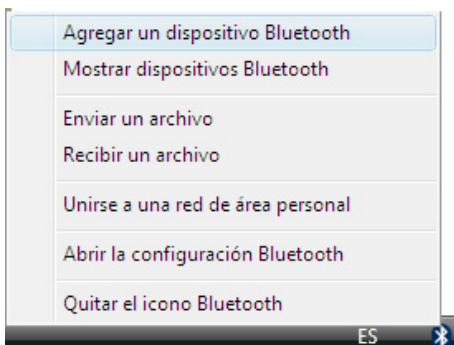 Agregar un dispositivo Bluetooth
Mostrar dispositivos Bluetooth
Enviar un archivo
Recibir un archivo
Unirse a una red de área personal
Abrir la configuración Bluetooth
Quitar el icono Bluetooth
ES